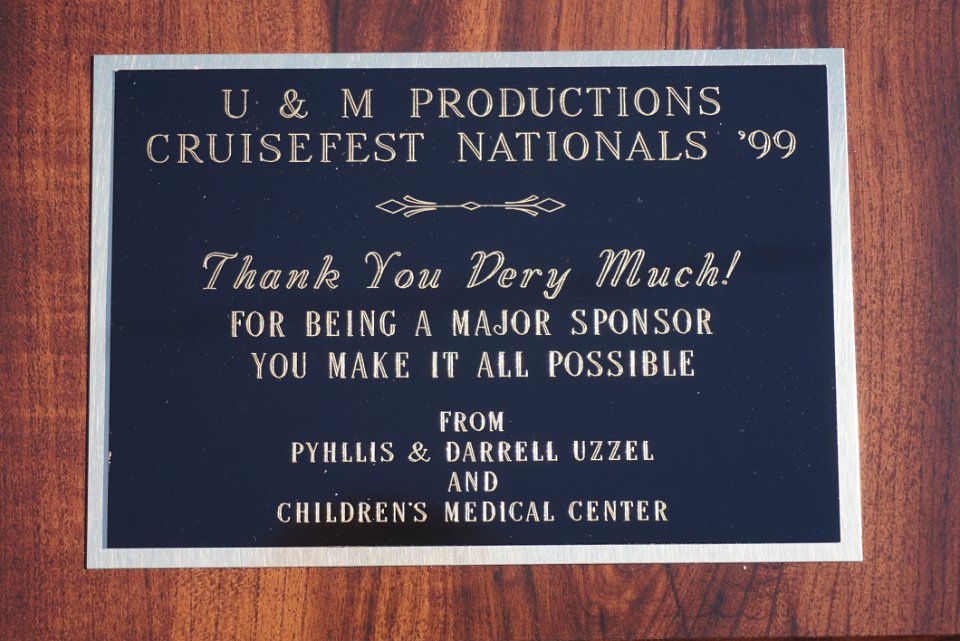 U & M PRODUCTIONS
CRUISEFEST NATIONALS '99
Thank You Very Much!
FOR BEING A MAJOR SPONSOR
YOU MAKE IT ALL POSSIBLE
FROM
PYHLLIS & DARRELL UZZEL
AND
CHILDREN'S MEDICAL CENTER